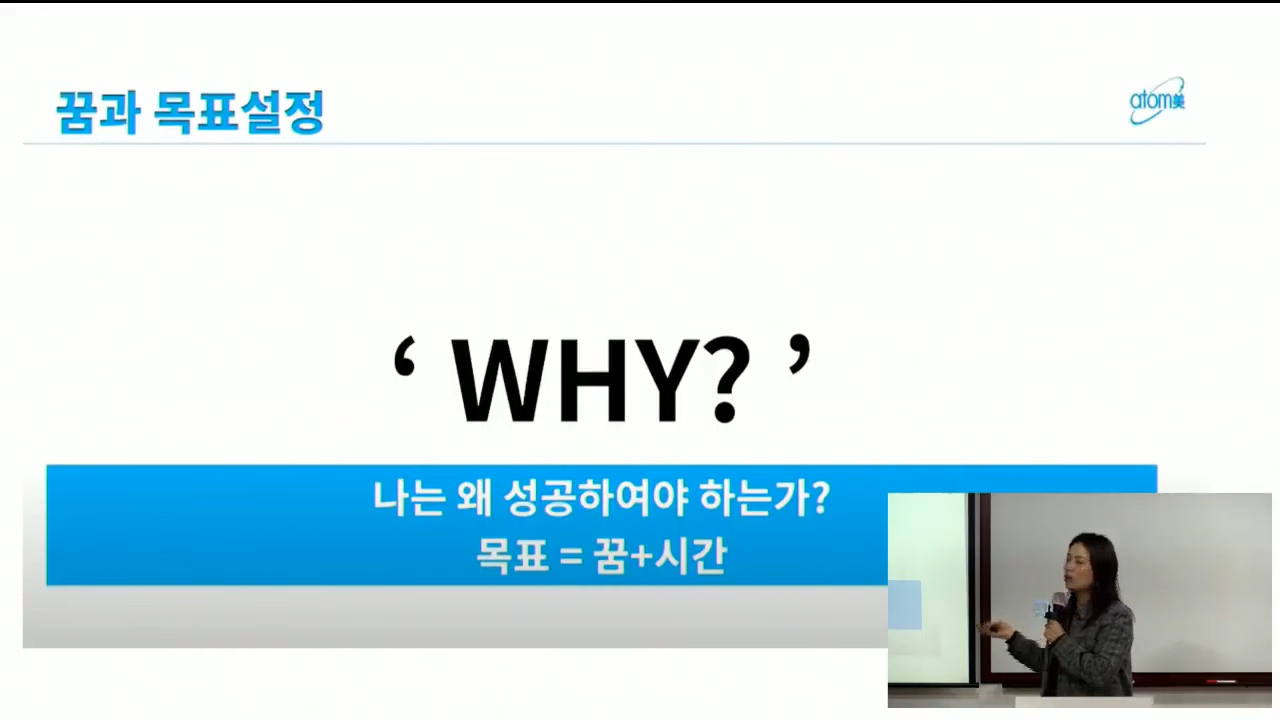 꿈과 목표설정
atom美
‘ WHY? ’
나는 왜 성공하여야 하는가?
목표 = 꿈+시간